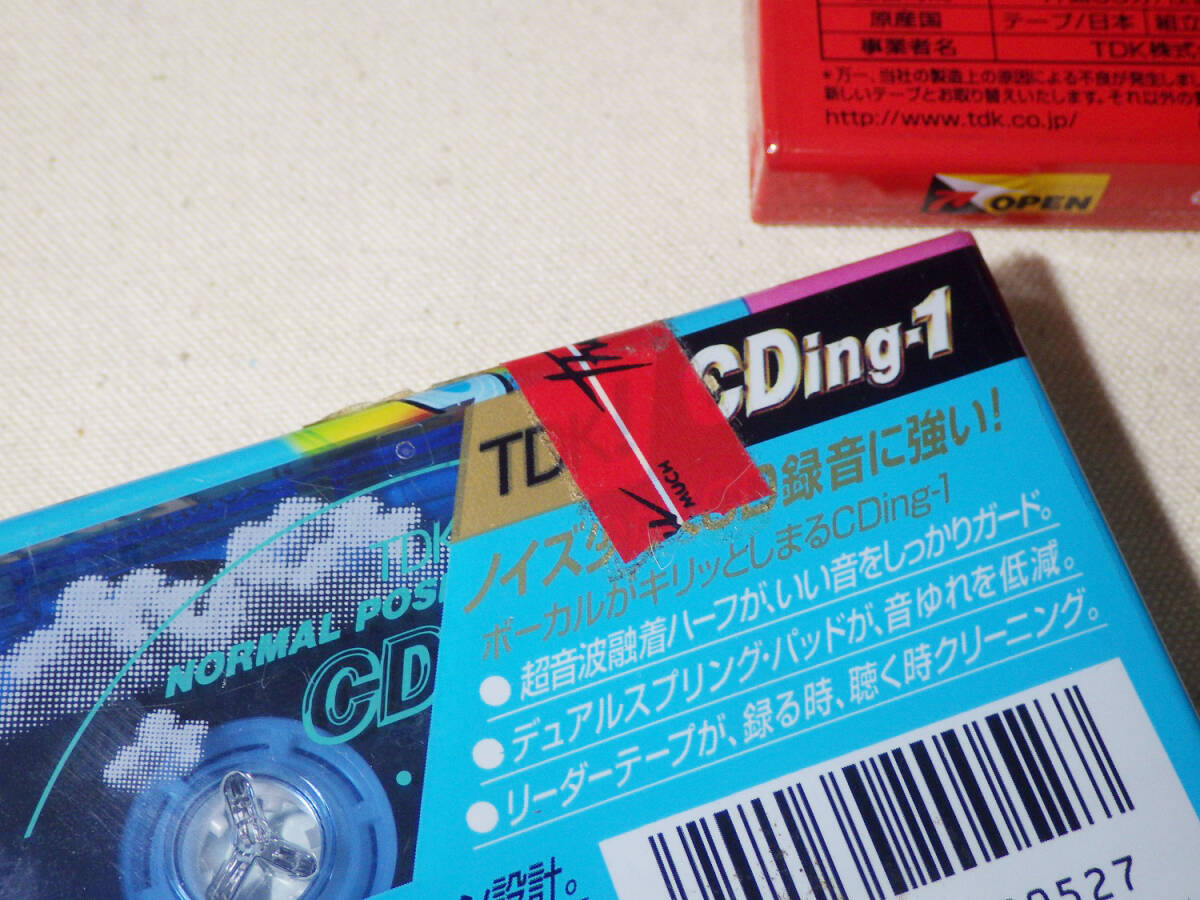 原産国 テープ/日本 組立
事業者名 TDK株式
*万一、当社の製造上の原因による不良が発生しまし
新しいテープとお取り替えいたします。それ以外の
http://www.tdk.co.jp/
OPEN
CDing-1
TDK
MUCH
ノイズ CD録音に強い!
ボーカルがキリッとしまるCDing-1
●超音波融着ハーフが、いい音をしっかりガード。
●デュアルスプリング・パッドが、音ゆれを低減。
●リーダーテープが、録る時、聴く時クリーニング。
TDK
NORMAL POSI
CD
設計。
0527